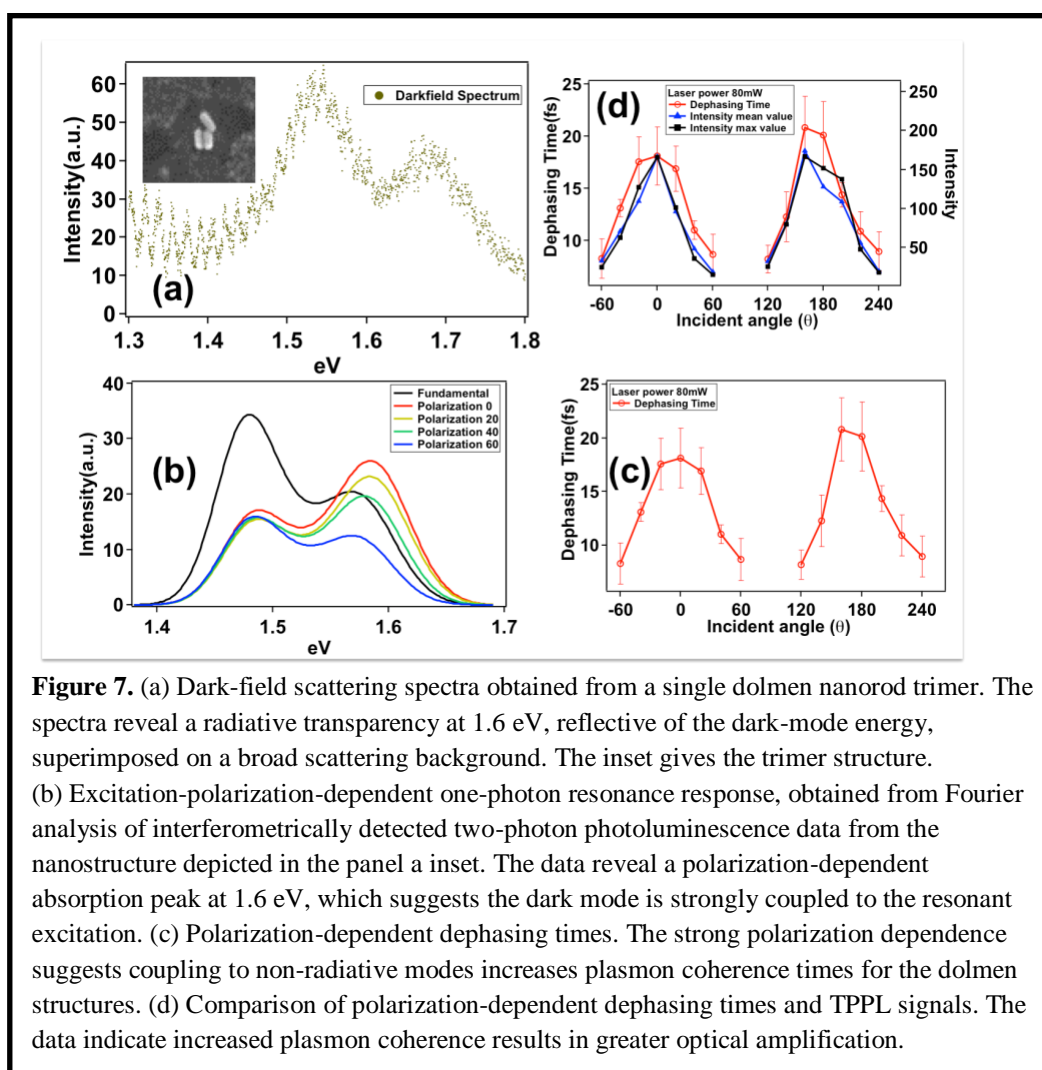 60
50
40
30
20
10
0
Intensity(a.u.)
Darkfield Spectrum
(a)
1.3 1.4 1.5 1.6 1.7 1.8
eV
25
20
15
10
Dephasing Time(fs)
(d)
Laser power 80mW
Dephasing Time
Intensity mean value
Intensity max value
250
200
150
100
50
Intensity
-60 0 60 120 180 240
Incident angle (θ)
40
30
20
10
0
Intensity(a.u.)
(b)
Fundamental
Polarization 0
Polarization 20
Polarization 40
Polarization 60
1.4 1.5 1.6 1.7
eV
25
20
15
10
Dephasing Time(fs)
Laser power 80mW
Dephasing Time
(c)
-60 0 60 120 180 240
Incident angle (θ)
Figure 7. (a) Dark-field scattering spectra obtained from a single dolmen nanorod trimer. The
spectra reveal a radiative transparency at 1.6 eV, reflective of the dark-mode energy,
superimposed on a broad scattering background. The inset gives the trimer structure.
(b) Excitation-polarization-dependent one-photon resonance response, obtained from Fourier
analysis of interferometrically detected two-photon photoluminescence data from the
nanostructure depicted in the panel a inset. The data reveal a polarization-dependent
absorption peak at 1.6 eV, which suggests the dark mode is strongly coupled to the resonant
excitation. (c) Polarization-dependent dephasing times. The strong polarization dependence
suggests coupling to non-radiative modes increases plasmon coherence times for the dolmen
structures. (d) Comparison of polarization-dependent dephasing times and TPPL signals. The
data indicate increased plasmon coherence results in greater optical amplification.